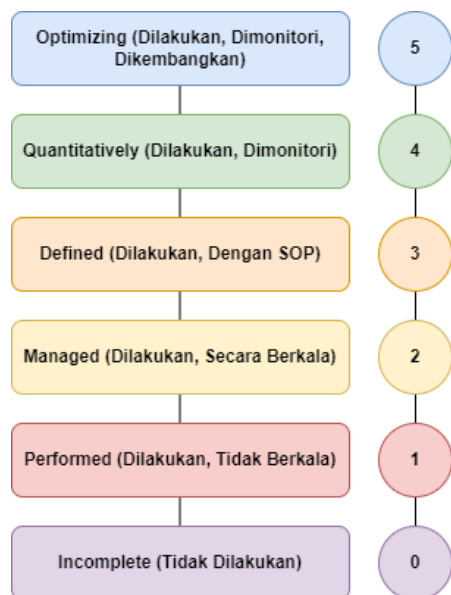 Optimizing (Dilakukan, Dimonitori,
Dikembangkan)
5
Quantitatively (Dilakukan, Dimonitori)
4
Defined (Dilakukan, Dengan SOP)
3
Managed (Dilakukan, Secara Berkala)
2
Performed (Dilakukan, Tidak Berkala)
1
Incomplete (Tidak Dilakukan)
0